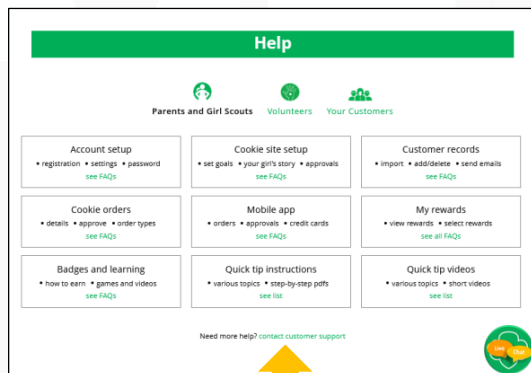 Help
Parents and Girl Scouts Volunteers Your Customers
Account setup
• registration • settings • password
see FAQs
Cookie site setup
• set goals • your girl's story • approvals
see FAQs
Customer records
• import • add/delete • send emails
see FAQs
Cookie orders
• details • approve • order types
see FAQs
Mobile app
• orders • approvals • credit cards
see FAQs
My rewards
• view rewards • select rewards
see all FAQs
Badges and learning
• how to earn • games and videos
see FAQs
Quick tip instructions
• various topics • step-by-step pdfs
see list
Quick tip videos
• various topics • short videos
see list
Need more help? contact customer support
Live
Chat